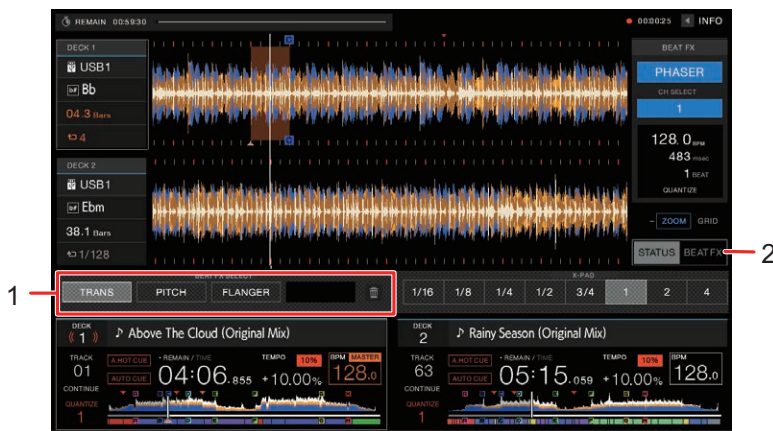 REMAIN 00:59:30
00:00:25 INFO
DECK 1
USB1
Bb
04.3 Bars
4
DECK 2
USB1
Ebm
38.1 Bars
1/128
C
C
BEAT FX
PHASER
CH SELECT
1
128.0 BPM
483 msec
1 BEAT
QUANTIZE
- ZOOM GRID
STATUS BEAT FX
2
1
BEAT FX SELECT
TRANS PITCH FLANGER
X-PAD
1/16 1/8 1/4 1/2 3/4 1 2 4
DECK
1
♪ Above The Cloud (Original Mix)
TRACK
01
CONTINUE
QUANTIZE
1
A.HOT CUE
AUTO CUE
REMAIN / TIME
04:06.855
TEMPO 10%
+10.00%
BPM MASTER
128.0
DECK
2
♪ Rainy Season (Original Mix)
TRACK
63
CONTINUE
QUANTIZE
1
A.HOT CUE
AUTO CUE
REMAIN / TIME
05:15.059
TEMPO 10%
+10.00%
BPM
128.0